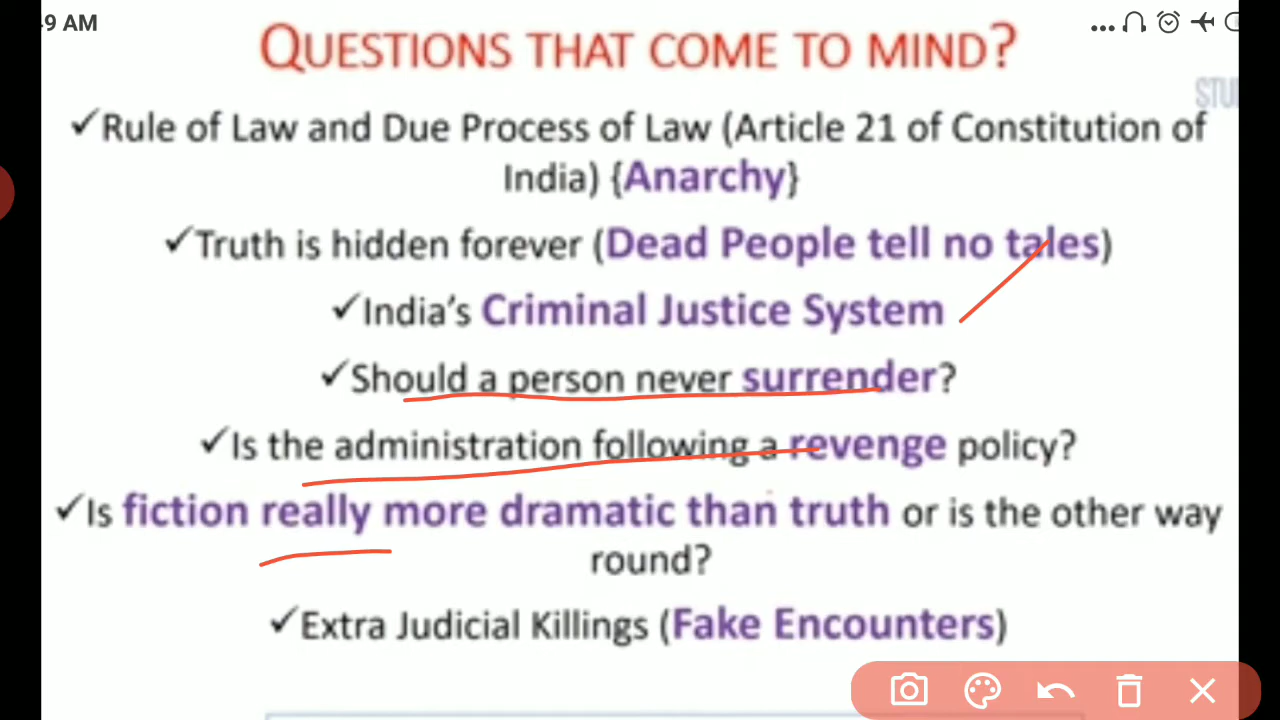 9 AM
QUESTIONS THAT COME TO MIND?
✓Rule of Law and Due Process of Law (Article 21 of Constitution of
India) {Anarchy}
✓Truth is hidden forever (Dead People tell no tales)
✓India's Criminal Justice System
✓Should a person never surrender?
✓Is the administration following a revenge policy?
✓Is fiction really more dramatic than truth or is the other way
round?
✓Extra Judicial Killings (Fake Encounters)